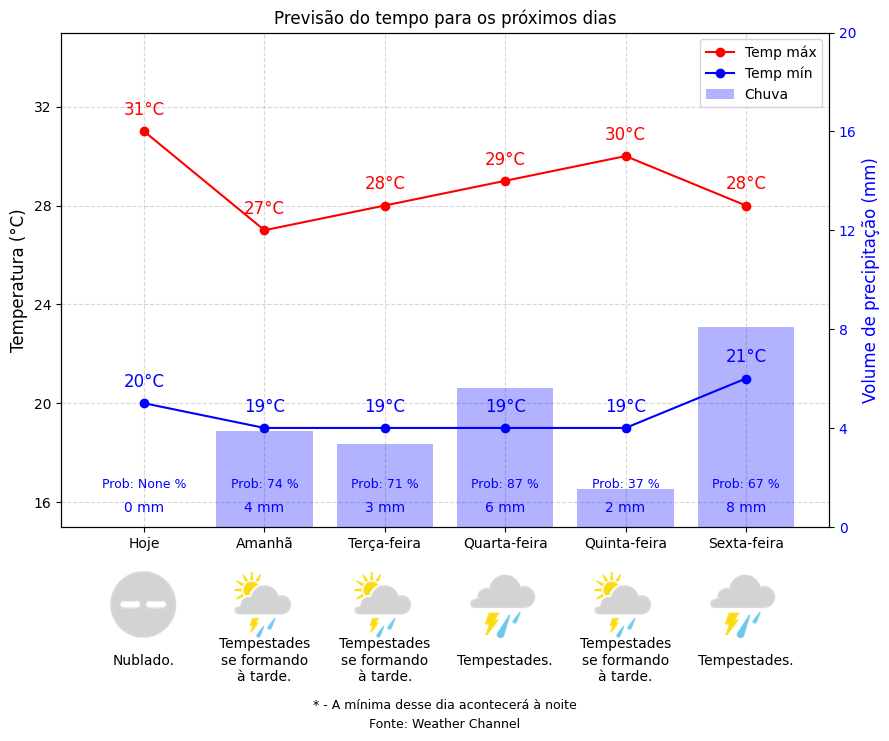 Previsão do tempo para os próximos dias
Temp máx
Temp mín
Chuva
Temperatura (°C)
32
28
24
20
16
Volume de precipitação (mm)
20
16
12
8
4
0
31°C
27°C
28°C
29°C
30°C
28°C
20°C
19°C
19°C
19°C
19°C
21°C
Prob: None %
Prob: 74 %
Prob: 71 %
Prob: 87 %
Prob: 37 %
Prob: 67 %
0 mm
4 mm
3 mm
6 mm
2 mm
8 mm
Hoje
Amanhã
Terça-feira
Quarta-feira
Quinta-feira
Sexta-feira
Nublado.
Tempestades
se formando
à tarde.
Tempestades
se formando
à tarde.
Tempestades.
Tempestades
se formando
à tarde.
Tempestades.
* - A mínima desse dia acontecerá à noite
Fonte: Weather Channel